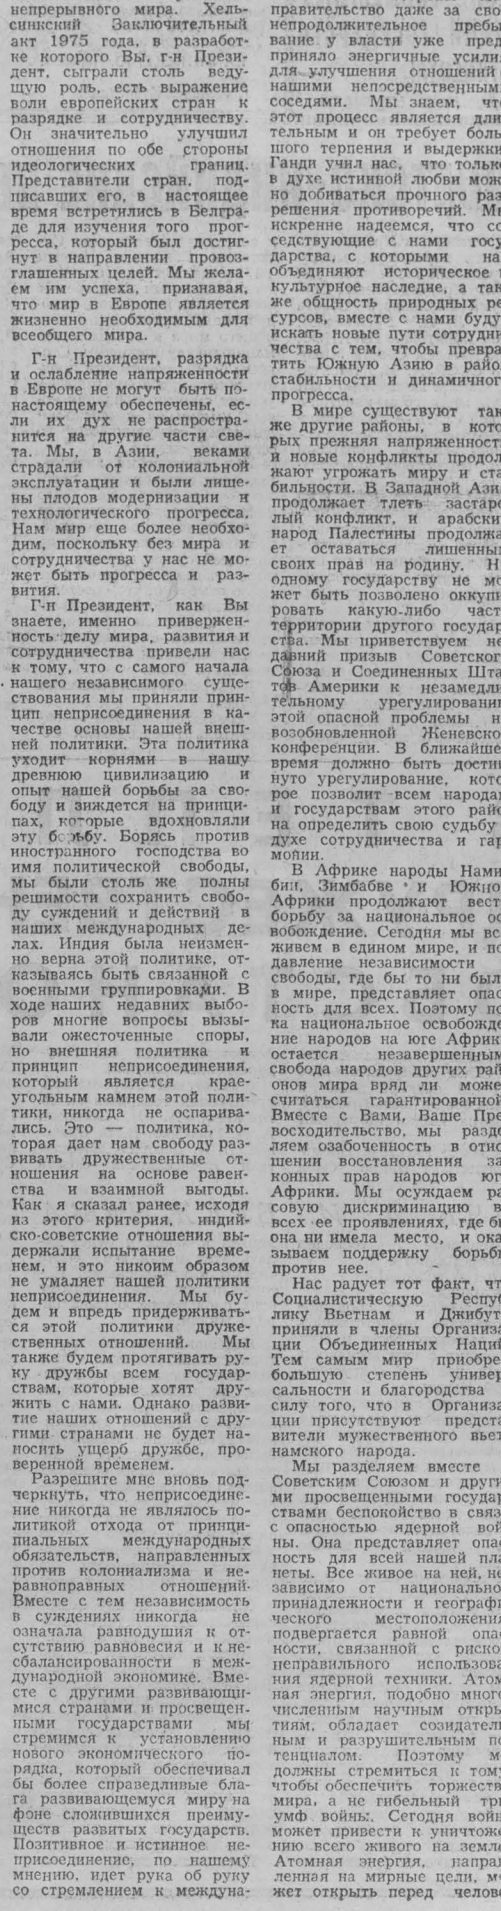 непрерывного мира. Хель-
синкский Заключительный
акт 1975 года, в разработ-
ке которого Вы, г-н Прези-
дент, сыграли столь веду-
щую роль, есть выражение
воли европейских стран к
разрядке и сотрудничеству.
Он значительно улучшил
отношения по обе стороны
идеологических границ.
Представители стран, под-
писавших его, в настоящее
время встретились в Белгра-
де для изучения того прог-
ресса, который был достиг-
нут в направлении провоз-
глашенных целей. Мы жела-
ем им успеха, признавая,
что мир в Европе является
жизненно необходимым для
всеобщего мира.
Г-н Президент, разрядка
и ослабление напряженности
в Европе не могут быть по-
настоящему обеспечены, ес-
ли их дух не распростра-
нится на другие части све-
та. Мы, в Азии, веками
страдали от колониальной
эксплуатации и были лише-
ны плодов модернизации и
технологического прогресса.
Нам мир еще более необхо-
дим, поскольку без мира и
сотрудничества у нас не мо-
жет быть прогресса и раз-
вития.
Г-н Президент, как Вы
знаете, именно привержен-
ность делу мира, развития и
сотрудничества привели нас
к тому, что с самого начала
нашего независимого суще-
ствования мы приняли прин-
цип неприсоединения в ка-
честве основы нашей внеш-
ней политики. Эта политика
уходит корнями в нашу
древнюю цивилизацию и
опыт нашей борьбы за сво-
боду и зиждется на принци-
пах, которые вдохновляли
эту борьбу. Борясь против
иностранного господства во
имя политической свободы,
мы были столь же полны
решимости сохранить свобо-
ду суждений и действий в
наших международных де-
лах. Индия была неизмен-
но верна этой политике, от-
казываясь быть связанной с
военными группировками. В
ходе наших недавних выбо-
ров многие вопросы вызы-
вали ожесточенные споры,
но внешняя политика и
принцип неприсоединения,
который является крае-
угольным камнем этой поли-
тики, никогда не оспарива-
лись. Это — политика, ко-
торая дает нам свободу раз-
вивать дружественные от-
ношения на основе равен-
ства и взаимной выгоды.
Как я сказал ранее, исходя
из этого критерия, индий-
ско-советские отношения вы-
держали испытание време-
нем, и это никоим образом
не умаляет нашей политики
неприсоединения. Мы бу-
дем и впредь придерживать-
ся этой политики друже-
ственных отношений. Мы
также будем протягивать ру-
ку дружбы всем государ-
ствам, которые хотят дру-
жить с нами. Однако разви-
тие наших отношений с дру-
гими странами не будет на-
носить ущерб дружбе, про-
веренной временем.
Разрешите мне вновь под-
черкнуть, что неприсоедине-
ние никогда не являлось по-
литикой отхода от принци-
пиальных международных
обязательств, направленных
против колониализма и не-
равноправных отношений.
Вместе с тем независимость
в суждениях никогда не
означала равнодушия к от-
сутствию равновесия и к не-
сбалансированности в меж-
дународной экономике. Вме-
сте с другими развивающи-
мися странами и просвещен-
ными государствами мы
стремимся к установлению
нового экономического по-
рядка, который обеспечивал
бы более справедливые бла-
га развивающемуся миру на
фоне сложившихся преиму-
ществ развитых государств.
Позитивное и истинное не-
присоединение, по нашему
мнению, идет рука об руку
со стремлением к междуна-
правительство даже за сво
непродолжительное пребы
вание у власти уже пред
приняло энергичные усили
для улучшения отношений
нашими непосредственным
соседями. Мы знаем, чт
этот процесс является дли
тельным и он требует боль
шого терпения и выдержки
Ганди учил нас, что только
в духе истинной любви мож
но добиваться прочного раз
решения противоречий. М
искренне надеемся, что со
седствующие с нами госу
дарства, с которыми на
объединяют историческое
культурное наследие, а так
же общность природных ре
сурсов, вместе с нами буду
искать новые пути сотрудни
чества с тем, чтобы превра
тить Южную Азию в райо
стабильности и динамичног
прогресса.
В мире существуют так
же другие районы, в кото
рых прежняя напряженност
и новые конфликты продол
жают угрожать миру и ста
бильности. В Западной Ази
продолжает тлеть застаре
лый конфликт, и арабски
народ Палестины продолжа
ет оставаться лишенны
своих прав на родину. Н
одному государству не мо
жет быть позволено оккупи
ровать какую-либо част
территории другого государ
ства. Мы приветствуем не
давний призыв Советског
Союза и Соединенных Шта
тов Америки к незамедли
тельному урегулировани
этой опасной проблемы н
возобновленной Женевско
конференции. В ближайше
время должно быть достиг
нуто урегулирование, кото
рое позволит всем народа
и государствам этого райо
на определить свою судьбу
духе сотрудничества и гар
монии.
В Африке народы Нами
бии, Зимбабве и Южно
Африки продолжают вест
борьбу за национальное ос
вобождение. Сегодня мы вс
живем в едином мире, и по
давление независимости
свободы, где бы то ни был
в мире, представляет опас
ность для всех. Поэтому по
ка национальное освобожде
ние народов на юге Африк
остается незавершенным
свобода народов других рай
онов мира вряд ли може
считаться гарантированной
Вместе с Вами, Ваше Пре
восходительство, мы разде
ляем озабоченность в отно
шении восстановления за
конных прав народов юг
Африки. Мы осуждаем ра
совую дискриминацию в
всех ее проявлениях, где б
она ни имела место, и ока
зываем поддержку борьб
против нее.
Нас радует тот факт, чт
Социалистическую Респуб
лику Вьетнам и Джибут
приняли в члены Организа
ции Объединенных Наций
Тем самым мир приобре
большую степень универ
сальности и благородства
силу того, что в Организа
ции присутствуют предста
вители мужественного вьет
намского народа.
Мы разделяем вместе
Советским Союзом и други
ми просвещенными государ
ствами беспокойство в связ
с опасностью ядерной вой
ны. Она представляет опас
ность для всей нашей пла
неты. Все живое на ней, не
зависимо от национально
принадлежности и географи
ческого местоположения
подвергается равной опас
ности, связанной с риско
неправильного использова
ния ядерной техники. Атом
ная энергия, подобно много
численным научным откры
тиям, обладает созидатель
ным и разрушительным по
тенциалом. Поэтому м
должны стремиться к тому
чтобы обеспечить торжеств
мира, а не гибельный три
умф войны. Сегодня войн
может привести к уничтоже
нию всего живого на земле
Атомная энергия, направ
ленная на мирные цели, мо
жет открыть перед челове